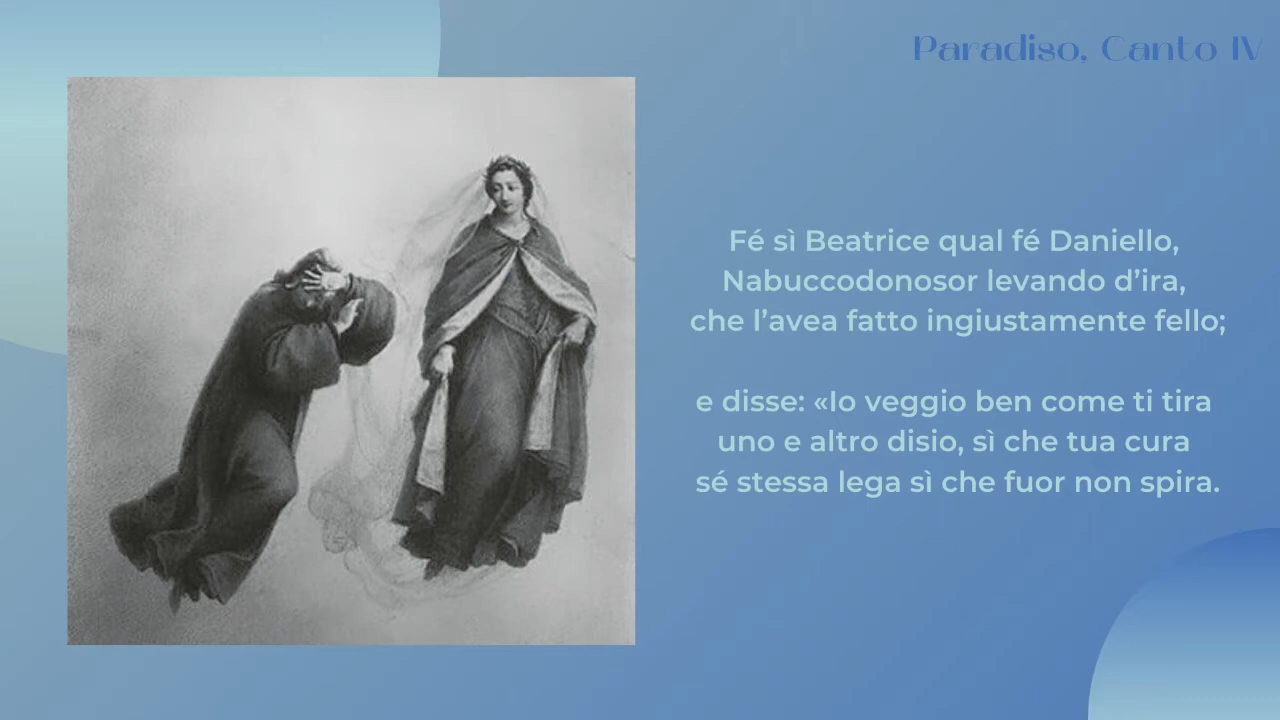 Paradiso, Canto IV
Fé sì Beatrice qual fé Daniello,
Nabuccodonosor levando d’ira,
che l’avea fatto ingiustamente fello;
e disse: «Io veggio ben come ti tira
uno e altro disio, sì che tua cura
sé stessa lega sì che fuor non spira.